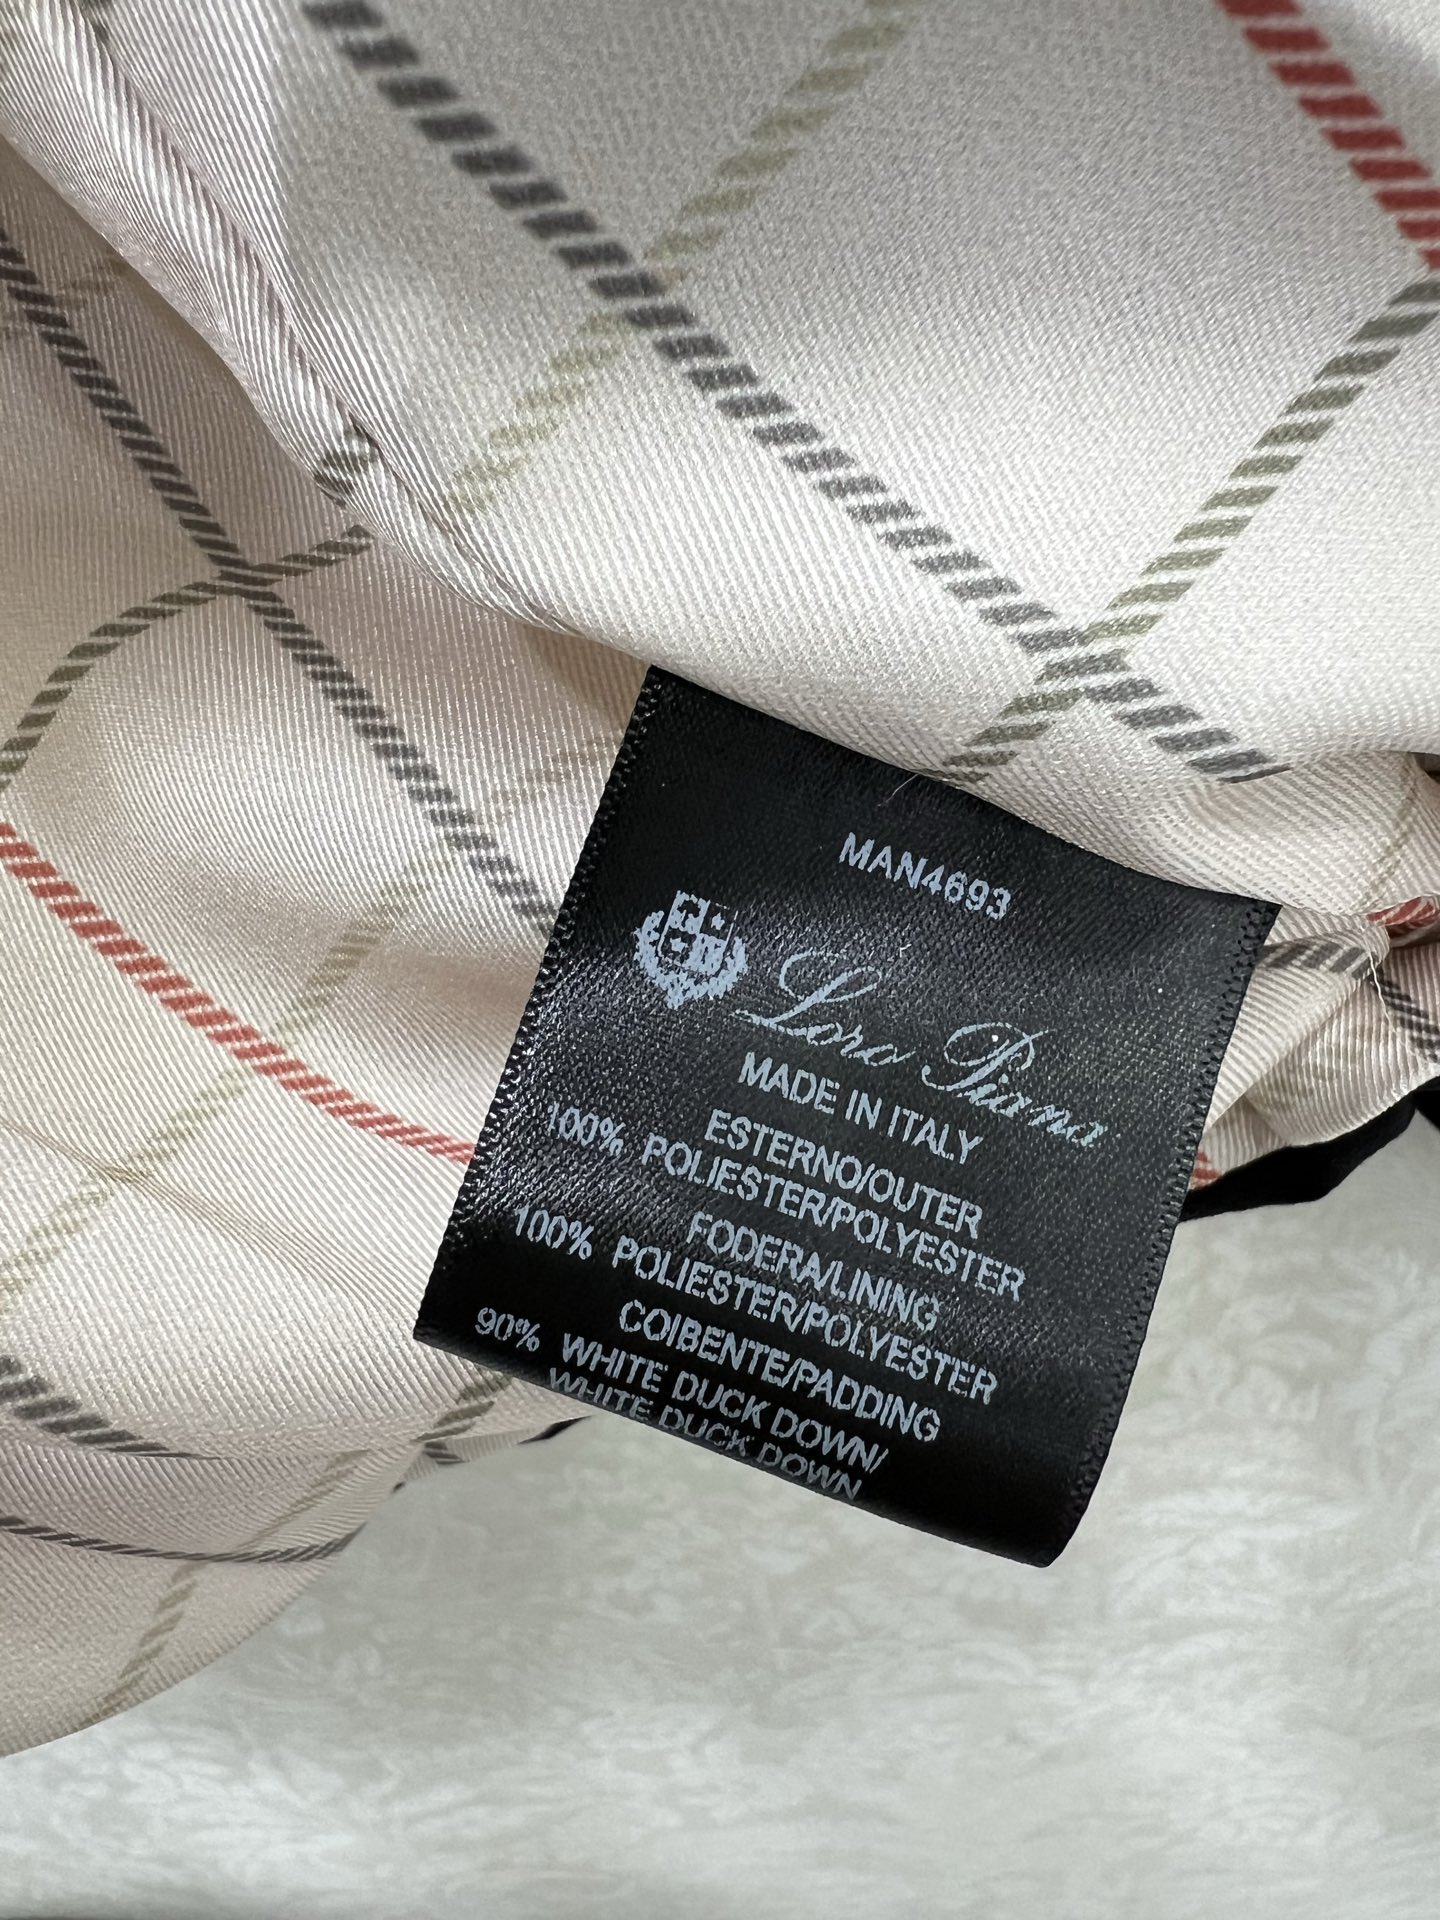 MAN4693
Loro Piana
MADE IN ITALY
ESTERNO/OUTER
100% POLIESTER/POLYESTER
FODERA/LINING
100% POLIESTER/POLYESTER
COIBENTE/PADDING
90% WHITE DUCK DOWN/
WHITE DUCK DOWN